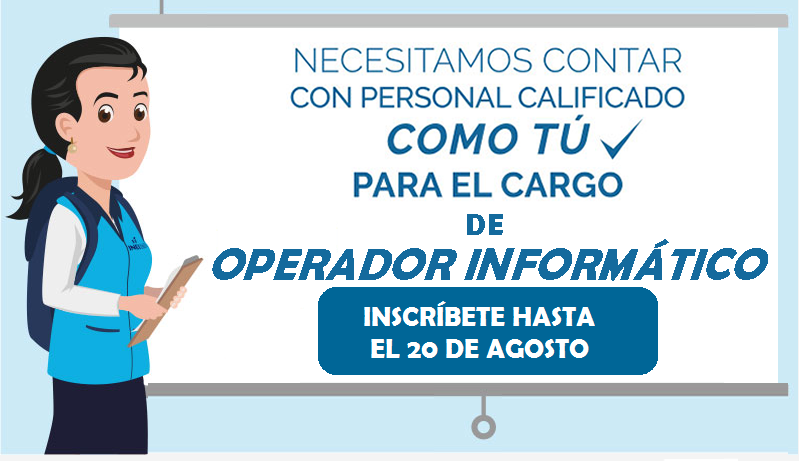 NECESITAMOS CONTAR
CON PERSONAL CALIFICADO
COMO TÚ
PARA EL CARGO
DE
OPERADOR INFORMÁTICO
INSCRÍBETE HASTA
EL 20 DE AGOSTO